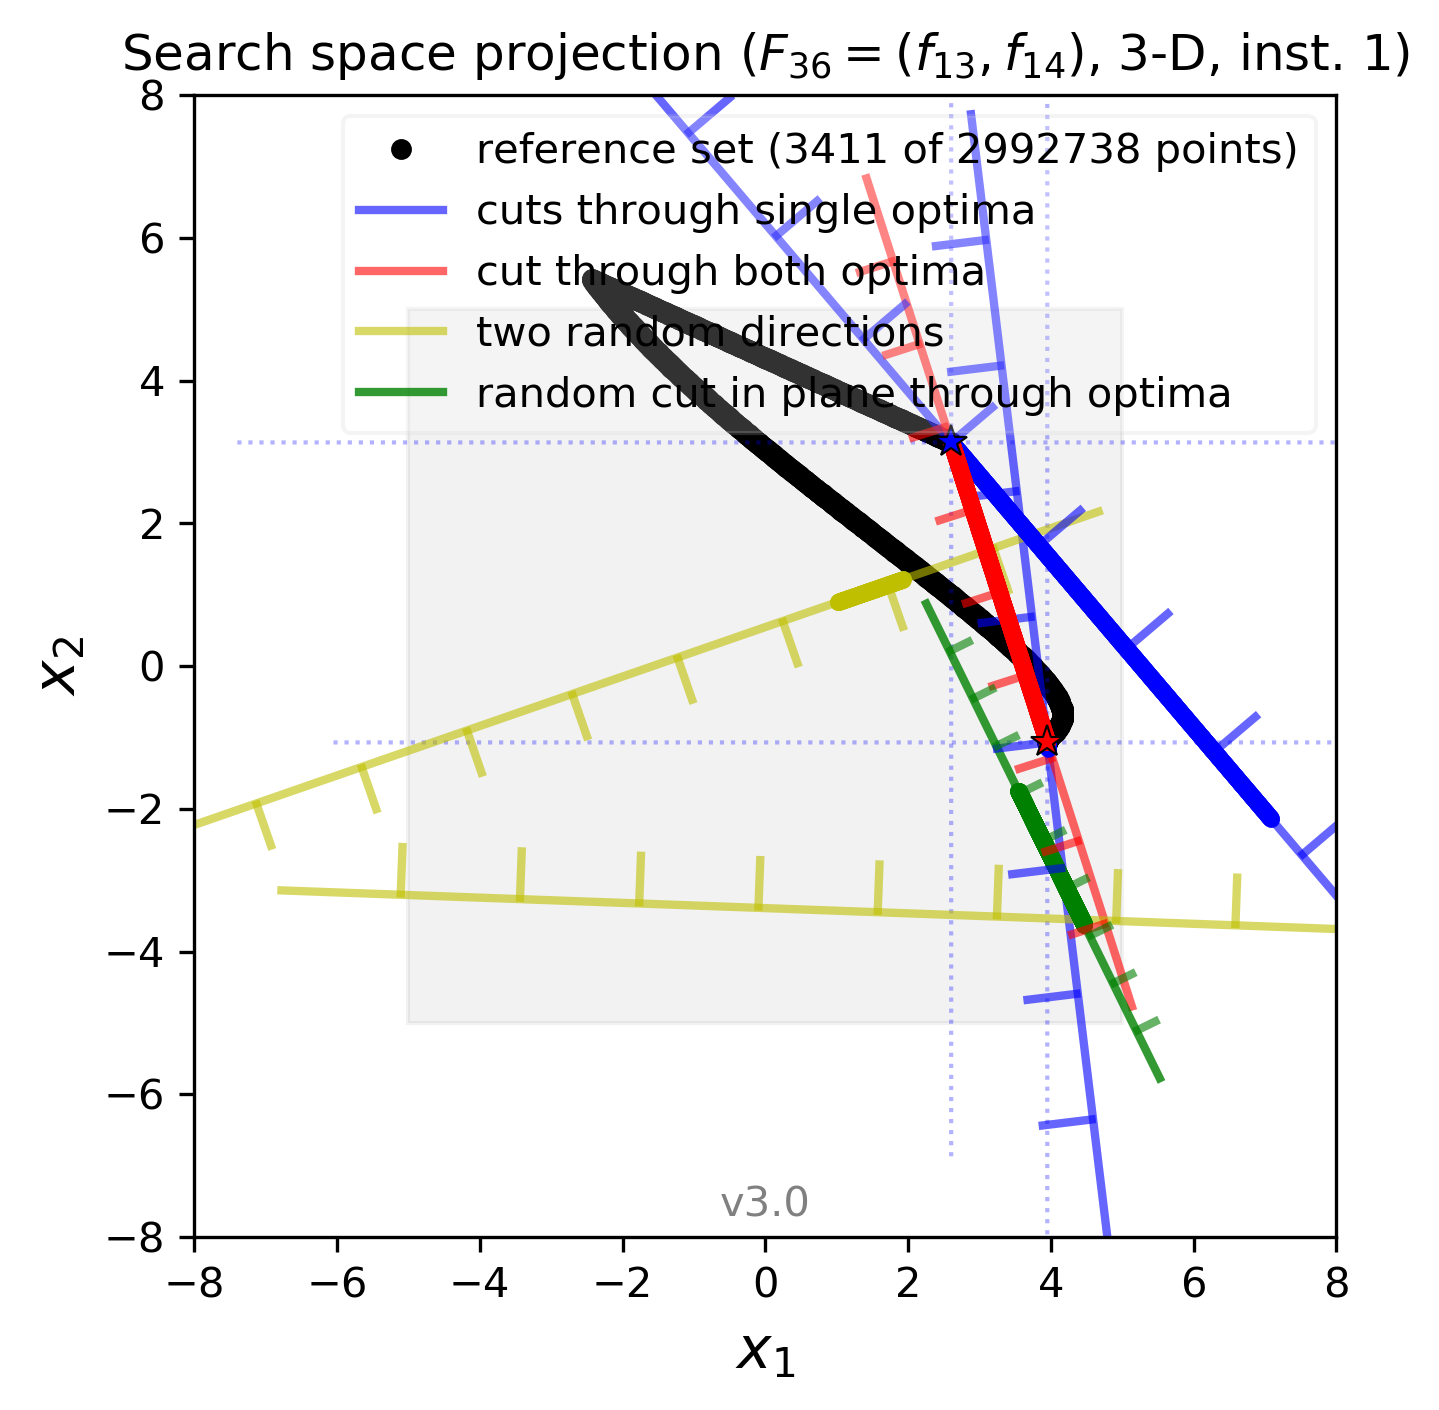 Search space projection (F36 = (f13, f14), 3-D, inst. 1)
reference set (3411 of 2992738 points)
cuts through single optima
cut through both optima
two random directions
random cut in plane through optima
8
6
4
2
0
−2
−4
−6
−8
x2
v3.0
−8 −6 −4 −2 0 2 4 6 8
x1